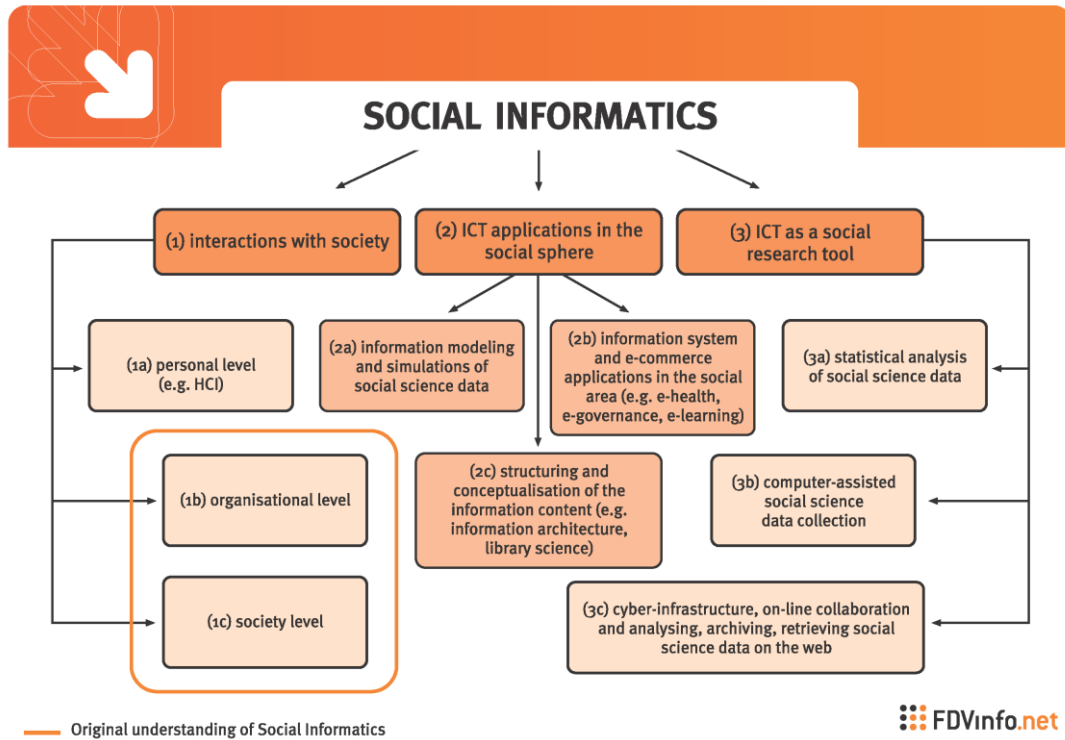 SOCIAL INFORMATICS
(1) interactions with society
(2) ICT applications in the
social sphere
(3) ICT as a social
research tool
(1a) personal level
(e.g. HCI)
(2a) information modeling
and simulations of
social science data
(2b) information system
and e-commerce
applications in the social
area (e.g. e-health,
e-governance, e-learning)
(3a) statistical analysis
of social science data
(1b) organisational level
(2c) structuring and
conceptualisation of the
information content (e.g.
information architecture,
library science)
(3b) computer-assisted
social science
data collection
(1c) society level
(3c) cyber-infrastructure, on-line collaboration
and analysing, archiving, retrieving social
science data on the web
Original understanding of Social Informatics
FDVinfo.net